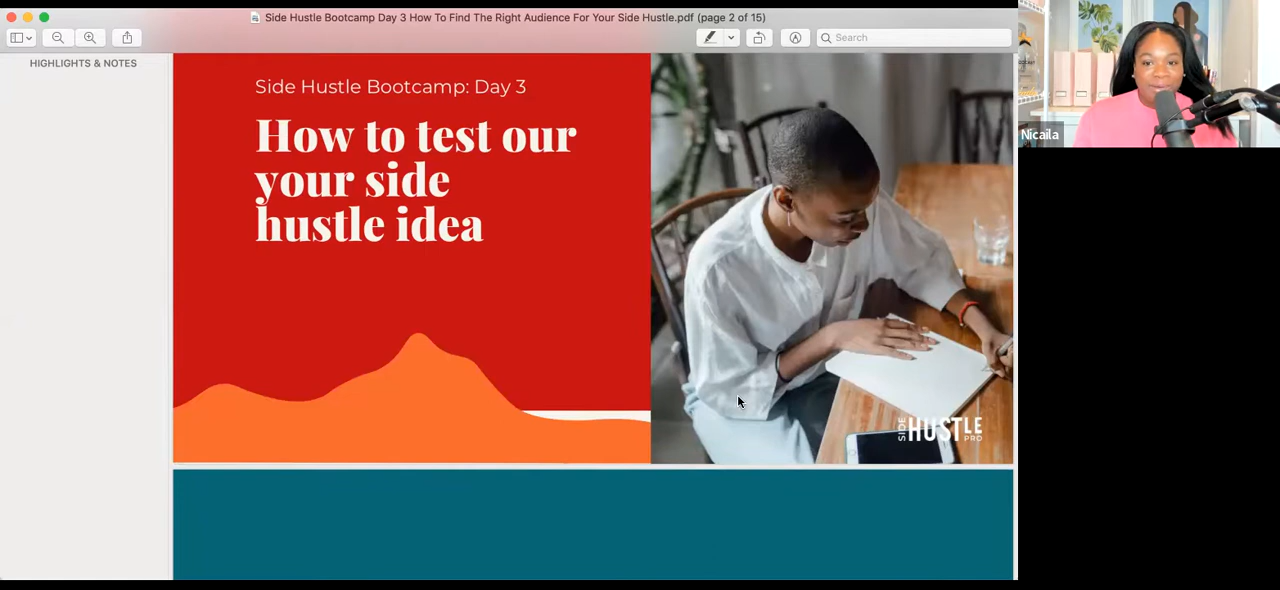 Side Hustle Bootcamp Day 3 How To Find The Right Audience For Your Side Hustle.pdf (page 2 of 15)
Search
HIGHLIGHTS & NOTES
Side Hustle Bootcamp: Day 3
How to test our
your side
hustle idea
SIDE HUSTLE PRO
Nicaila